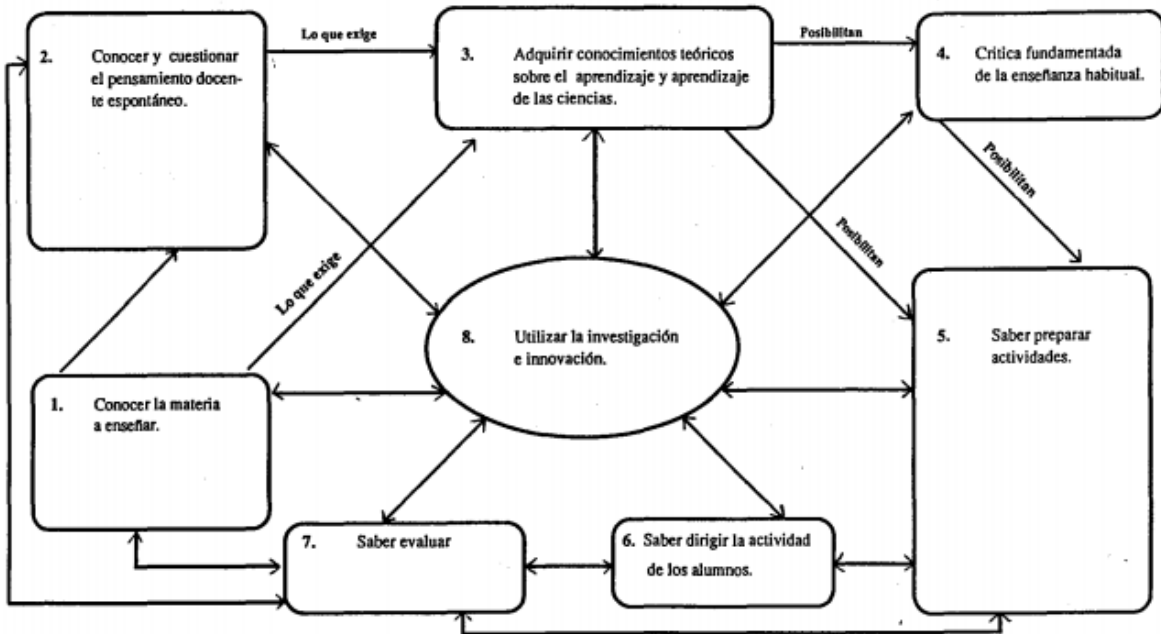 2. Conocer y cuestionar
el pensamiento docen-
te espontáneo.
Lo que exige
3. Adquirir conocimientos teóricos
sobre el aprendizaje y aprendizaje
de las ciencias.
Posibilitan
4. Critica fundamentada
de la enseñanza habitual.
Posibilitan
Posibilitan
Lo que exige
8. Utilizar la investigación
e innovación.
5. Saber preparar
actividades.
1. Conocer la materia
a enseñar.
7. Saber evaluar
6. Saber dirigir la actividad
de los alumnos.